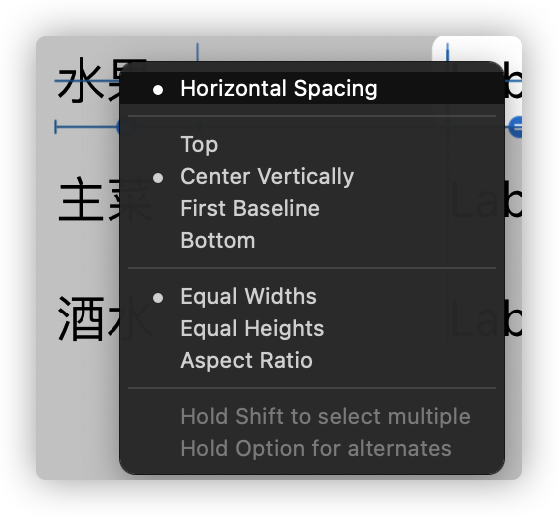 水果
Horizontal Spacing
Top
Center Vertically
主菜
Lab
First Baseline
Bottom
Equal Widths
酒水
Lab
Equal Heights
Aspect Ratio
Hold Shift to select multiple
Hold Option for alternates